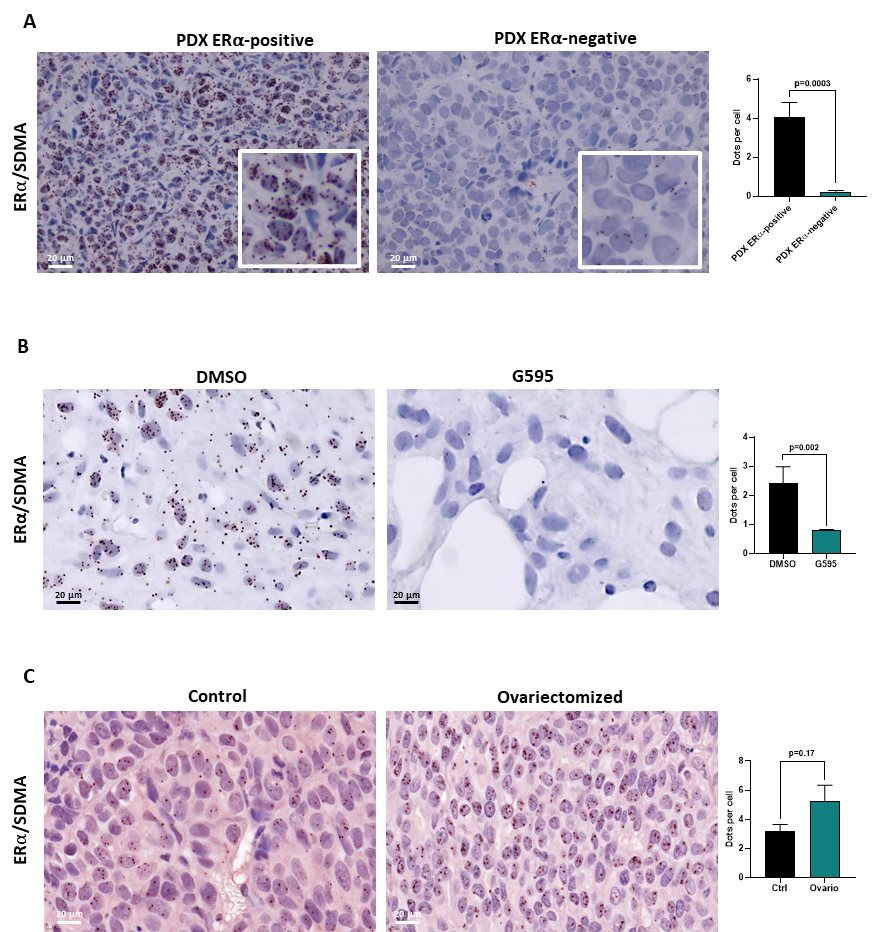 A
PDX ERα-positive
PDX ERα-negative
ERα/SDMA
20 µm
20 µm
Dots per cell
6
4
2
0
p=0.0003
PDX ERα-positive
PDX ERα-negative
B
DMSO
G595
ERα/SDMA
20 µm
20 µm
Dots per cell
4
3
2
1
0
p=0.002
DMSO
G595
C
Control
Ovariectomized
ERα/SDMA
20 µm
20 µm
Dots per cell
8
6
4
2
0
p=0.17
Ctrl
Ovario